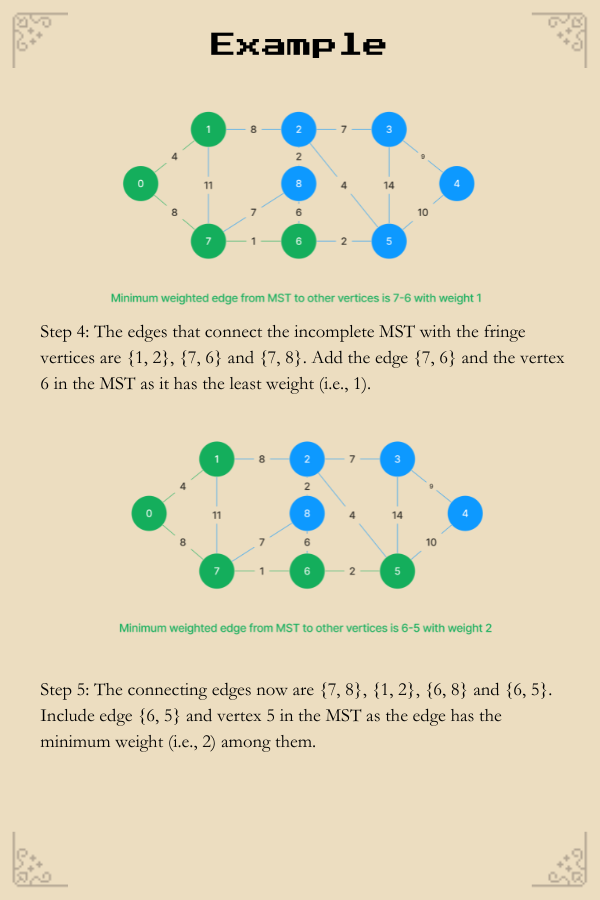 Example
1 8 2 7 3
4 2 9
0 11 8 4 14 4
8 7 6 10
7 1 6 2 5
Minimum weighted edge from MST to other vertices is 7-6 with weight 1
Step 4: The edges that connect the incomplete MST with the fringe
vertices are {1, 2}, {7, 6} and {7, 8}. Add the edge {7, 6} and the vertex
6 in the MST as it has the least weight (i.e., 1).
1 8 2 7 3
4 2 9
0 11 8 4 14 4
8 7 6 10
7 1 6 2 5
Minimum weighted edge from MST to other vertices is 6-5 with weight 2
Step 5: The connecting edges now are {7, 8}, {1, 2}, {6, 8} and {6, 5}.
Include edge {6, 5} and vertex 5 in the MST as the edge has the
minimum weight (i.e., 2) among them.